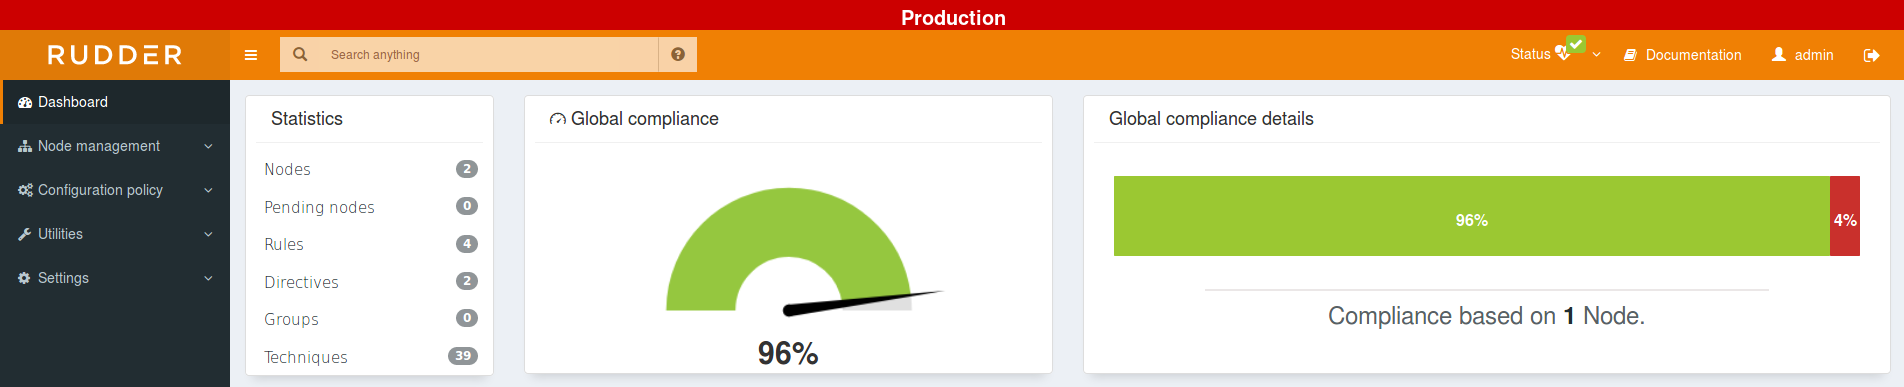 Production
RUDDER
Search anything
Status
Documentation
admin
Dashboard
Node management
Configuration policy
Utilities
Settings
Statistics
Nodes 2
Pending nodes 0
Rules 4
Directives 2
Groups 0
Techniques 39
Global compliance
96%
Global compliance details
96% 4%
Compliance based on 1 Node.